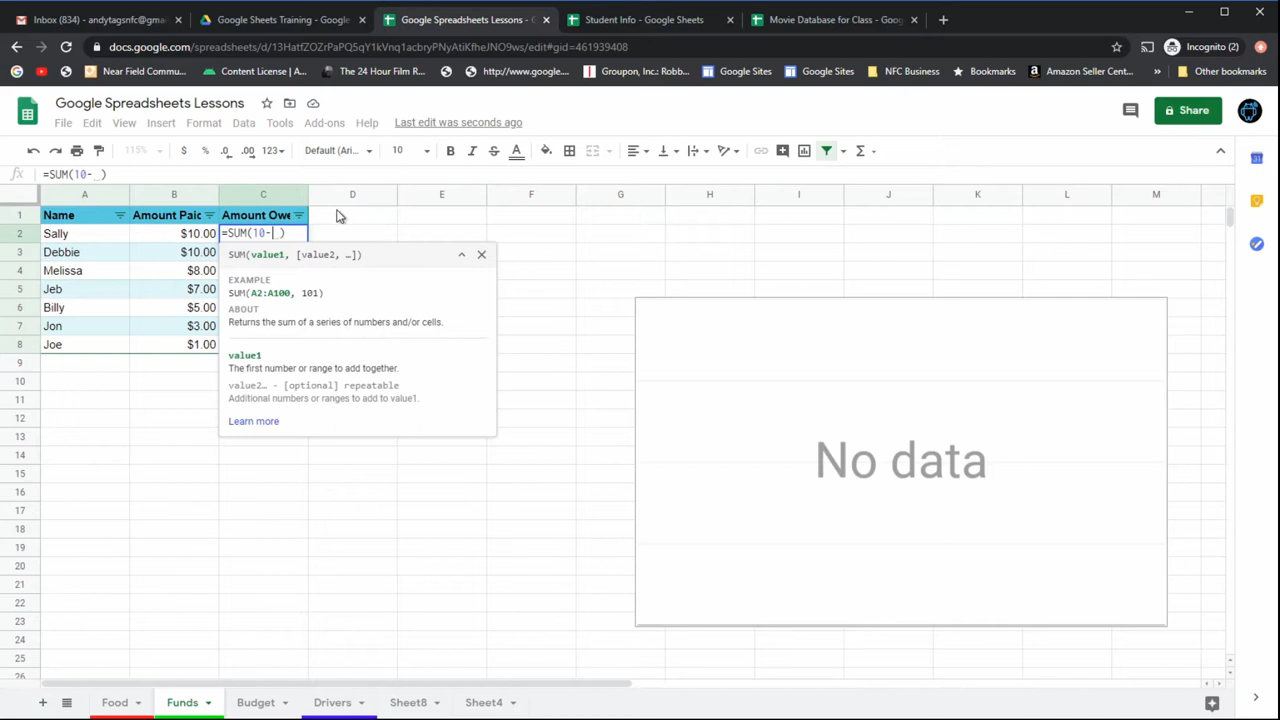 Inbox (834) - andytagsnfc@gmai
Google Sheets Training - Google
Google Spreadsheets Lessons -
Student Info - Google Sheets
Movie Database for Class - Goog
docs.google.com/spreadsheets/d/13HatfZOZrPaPQ5qY1kVnq1acbryPNyAtiKfheJNO9ws/edit#gid=461939408
Incognito (2)
Near Field Commu...
Content License | A...
The 24 Hour Film R...
http://www.google....
Groupon, Inc.: Robb...
Google Sites
Google Sites
NFC Business
Bookmarks
Amazon Seller Cent...
»
Other bookmarks
Google Spreadsheets Lessons
Share
File Edit View Insert Format Data Tools Add-ons Help Last edit was seconds ago
115% $ % .0 .00 123 Default (Ari... 10 B I S A Σ
fx =SUM(10-_)
A B C D E F G H I J K L M
1 Name Amount Paid Amount Owe
2 Sally $10.00 =SUM(10-_)
3 Debbie $10.00
4 Melissa $8.00
5 Jeb $7.00
6 Billy $5.00
7 Jon $3.00
8 Joe $1.00
9
10
11
12
13
14
15
16
17
18
19
20
21
22
23
24
25
26
SUM(value1, [value2, …])
EXAMPLE
SUM(A2:A100, 101)
ABOUT
Returns the sum of a series of numbers and/or cells.
value1
The first number or range to add together.
value2… - [optional] repeatable
Additional numbers or ranges to add to value1.
Learn more
No data
31
Food Funds Budget Drivers Sheet8 Sheet4